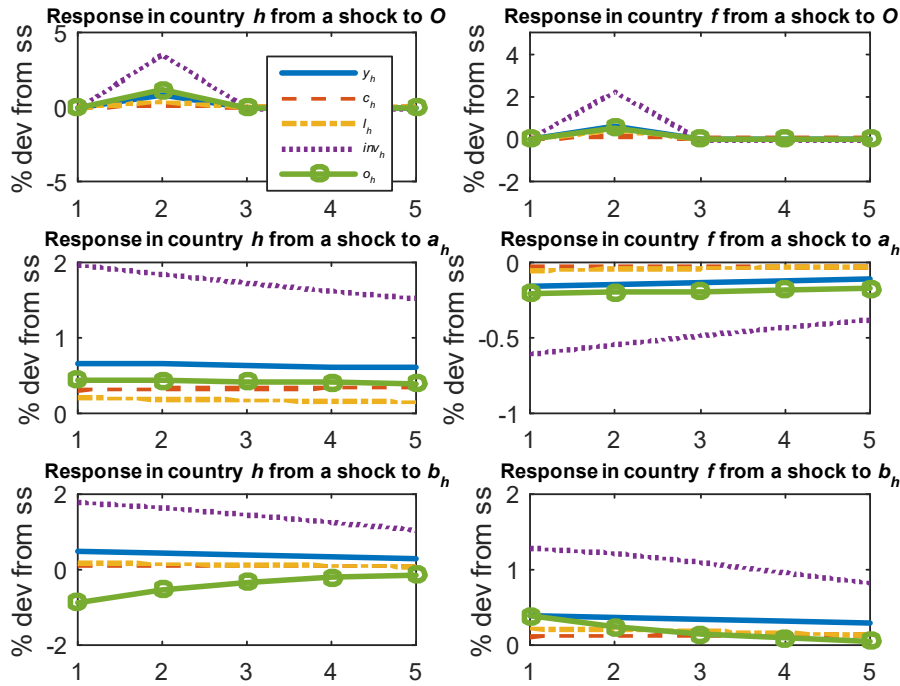 Response in country h from a shock to O
% dev from ss
5
0
-5
1 2 3 4 5
y_h
c_h
l_h
inv_h
o_h
Response in country f from a shock to O
% dev from ss
4
2
0
-2
1 2 3 4 5
Response in country h from a shock to a_h
% dev from ss
2
1
0
1 2 3 4 5
Response in country f from a shock to a_h
% dev from ss
0
-0.5
-1
1 2 3 4 5
Response in country h from a shock to b_h
% dev from ss
2
0
-2
1 2 3 4 5
Response in country f from a shock to b_h
% dev from ss
2
1
0
1 2 3 4 5